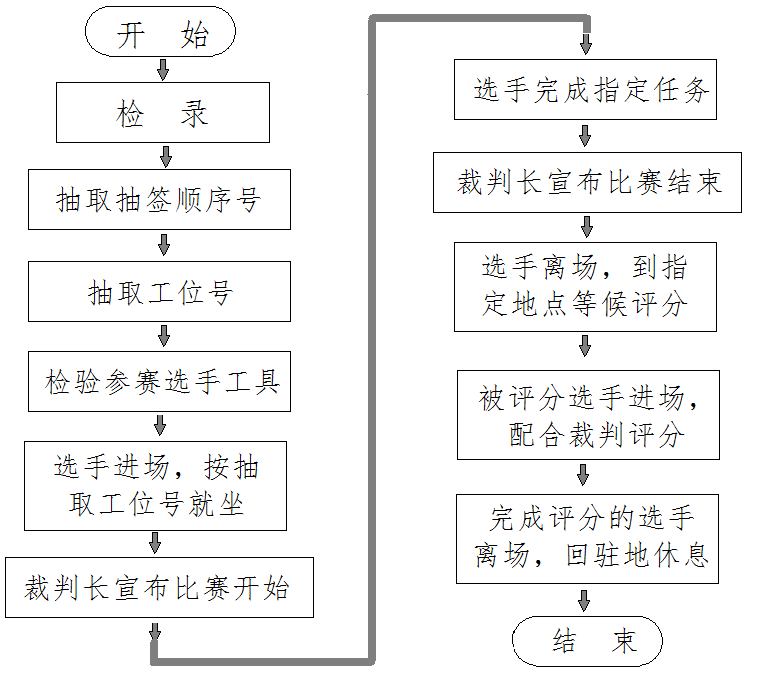 开 始
检 录
抽取抽签顺序号
抽取工位号
检验参赛选手工具
选手进场，按抽
取工位号就坐
裁判长宣布比赛开始
选手完成指定任务
裁判长宣布比赛结束
选手离场，到指
定地点等候评分
被评分选手进场，
配合裁判评分
完成评分的选手
离场，回驻地休息
结 束